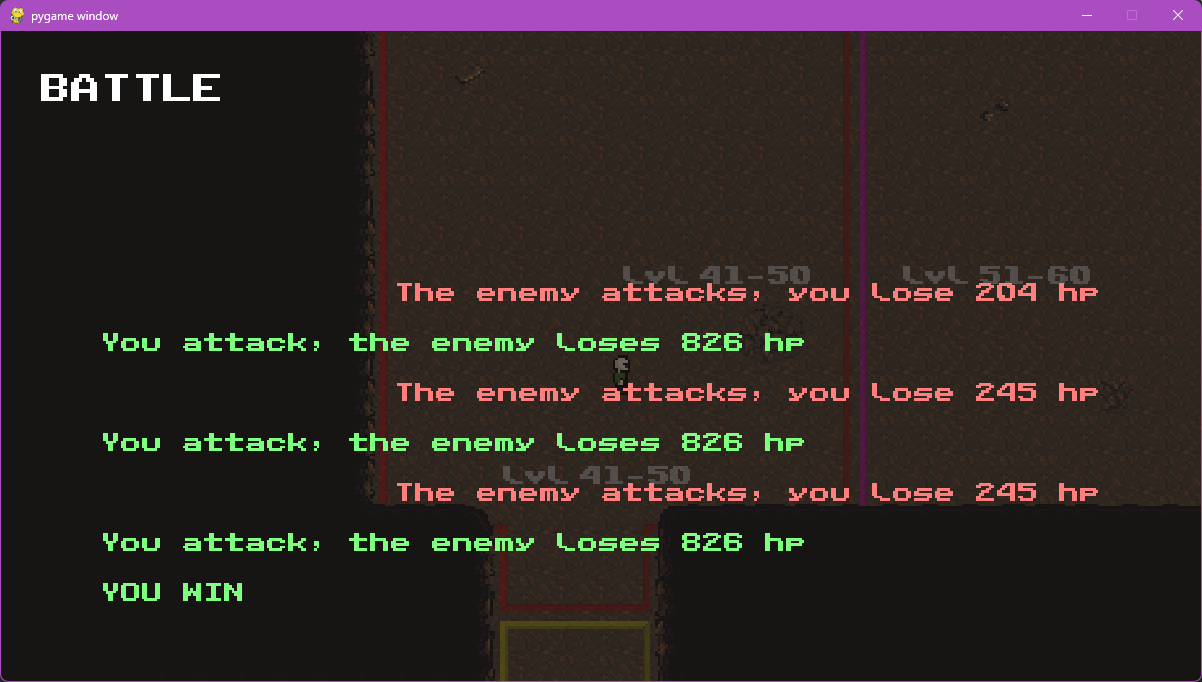 pygame window
BATTLE
LvL 41-50
LvL 51-60
The enemy attacks, you lose 204 hp
You attack, the enemy loses 826 hp
The enemy attacks, you lose 245 hp
You attack, the enemy loses 826 hp
LvL 41-50
The enemy attacks, you lose 245 hp
You attack, the enemy loses 826 hp
YOU WIN